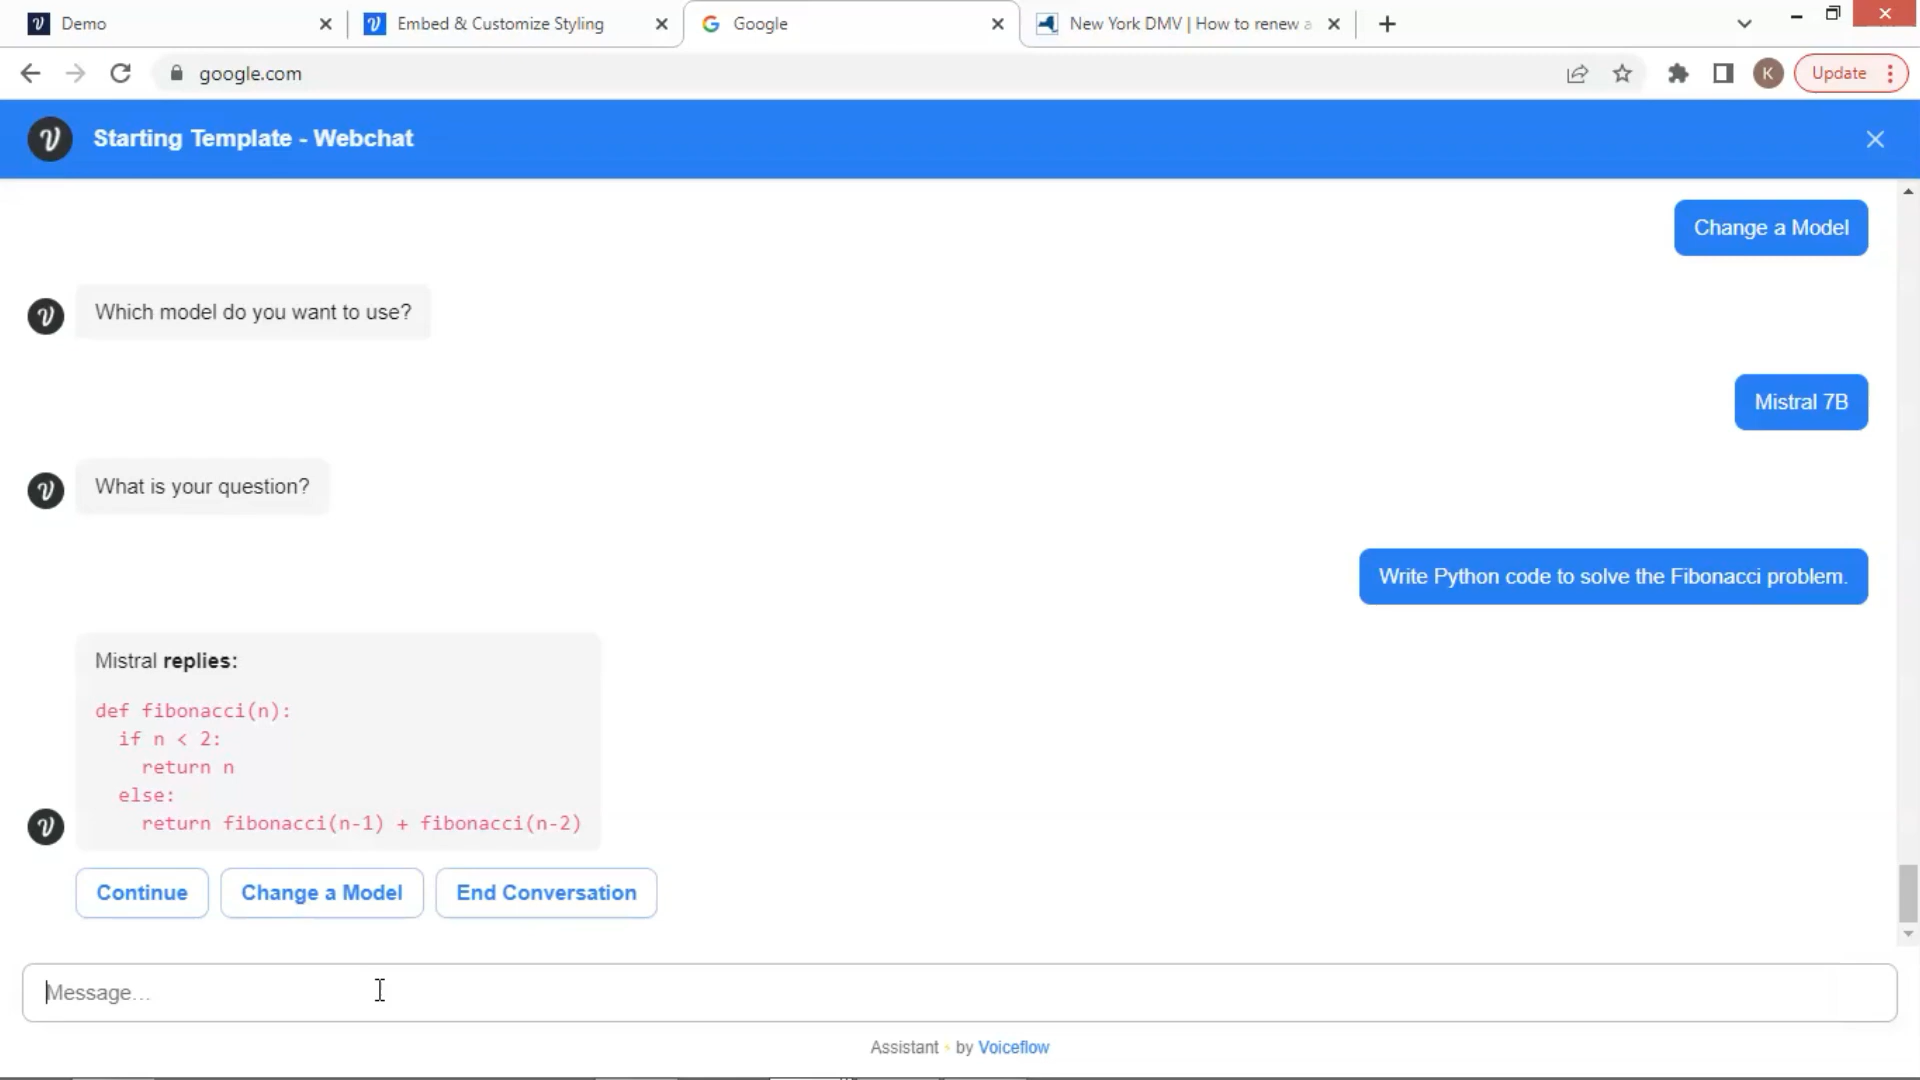 Demo
Embed & Customize Styling
Google
New York DMV | How to renew a
google.com
K
Update
Starting Template - Webchat
Change a Model
Which model do you want to use?
Mistral 7B
What is your question?
Write Python code to solve the Fibonacci problem.
Mistral replies:
def fibonacci(n):
  if n < 2:
    return n
  else:
    return fibonacci(n-1) + fibonacci(n-2)
Continue
Change a Model
End Conversation
Message...
Assistant ⚡ by Voiceflow